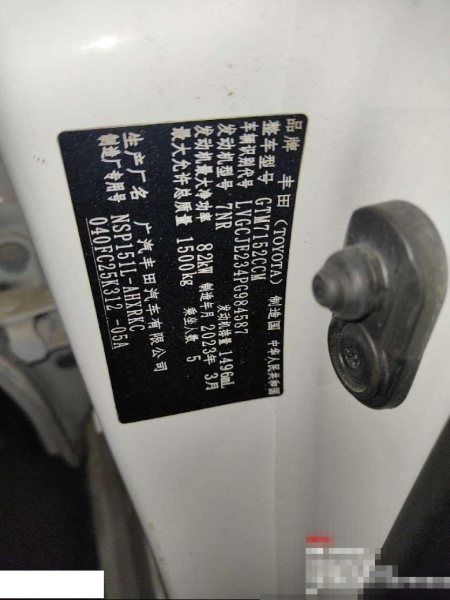 品牌 丰田(TOYOTA) 制造国 中华人民共和国
整车型号 GTM7152CCM
车辆识别代号 LVGCJE234PG984587
发动机型号 7NR 发动机排量 1496mL
发动机最大净功率 82kW 制造年月 2023年3月
最大允许总质量 1500kg 乘坐人数 5
生产厂名 广汽丰田汽车有限公司
制造厂专用号 NSP151L-AHXRKC
040FC25K312 05A